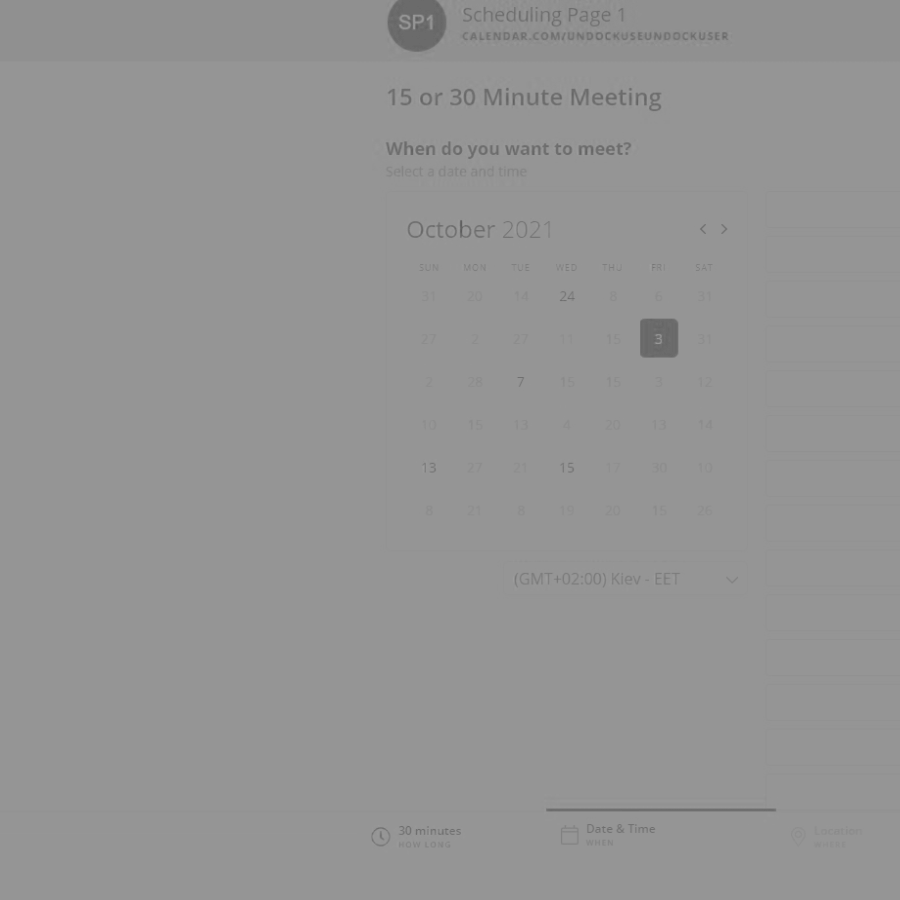 SP1
Scheduling Page 1
CALENDAR.COM/UNDOCKUSEUNDOCKUSER
15 or 30 Minute Meeting
When do you want to meet?
Select a date and time
October 2021
SUN MON TUE WED THU FRI SAT
31 20 14 24 8 6 31
27 2 27 11 15 3 31
2 28 7 15 15 3 12
10 15 13 4 20 13 14
13 27 21 15 17 30 10
8 21 8 19 20 15 26
(GMT+02:00) Kiev - EET
30 minutes
HOW LONG
Date & Time
WHEN
Location
WHERE